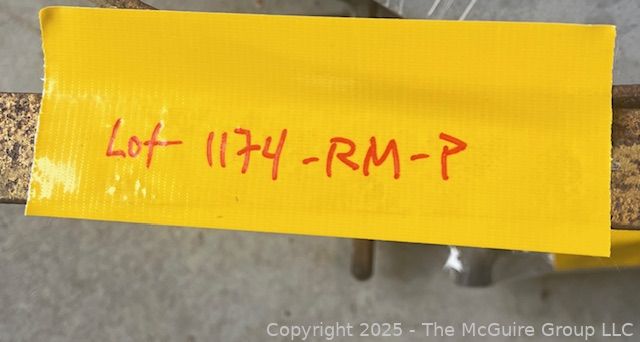 Lot 1174-RM-P
Copyright 2025 - The McGuire Group LLC